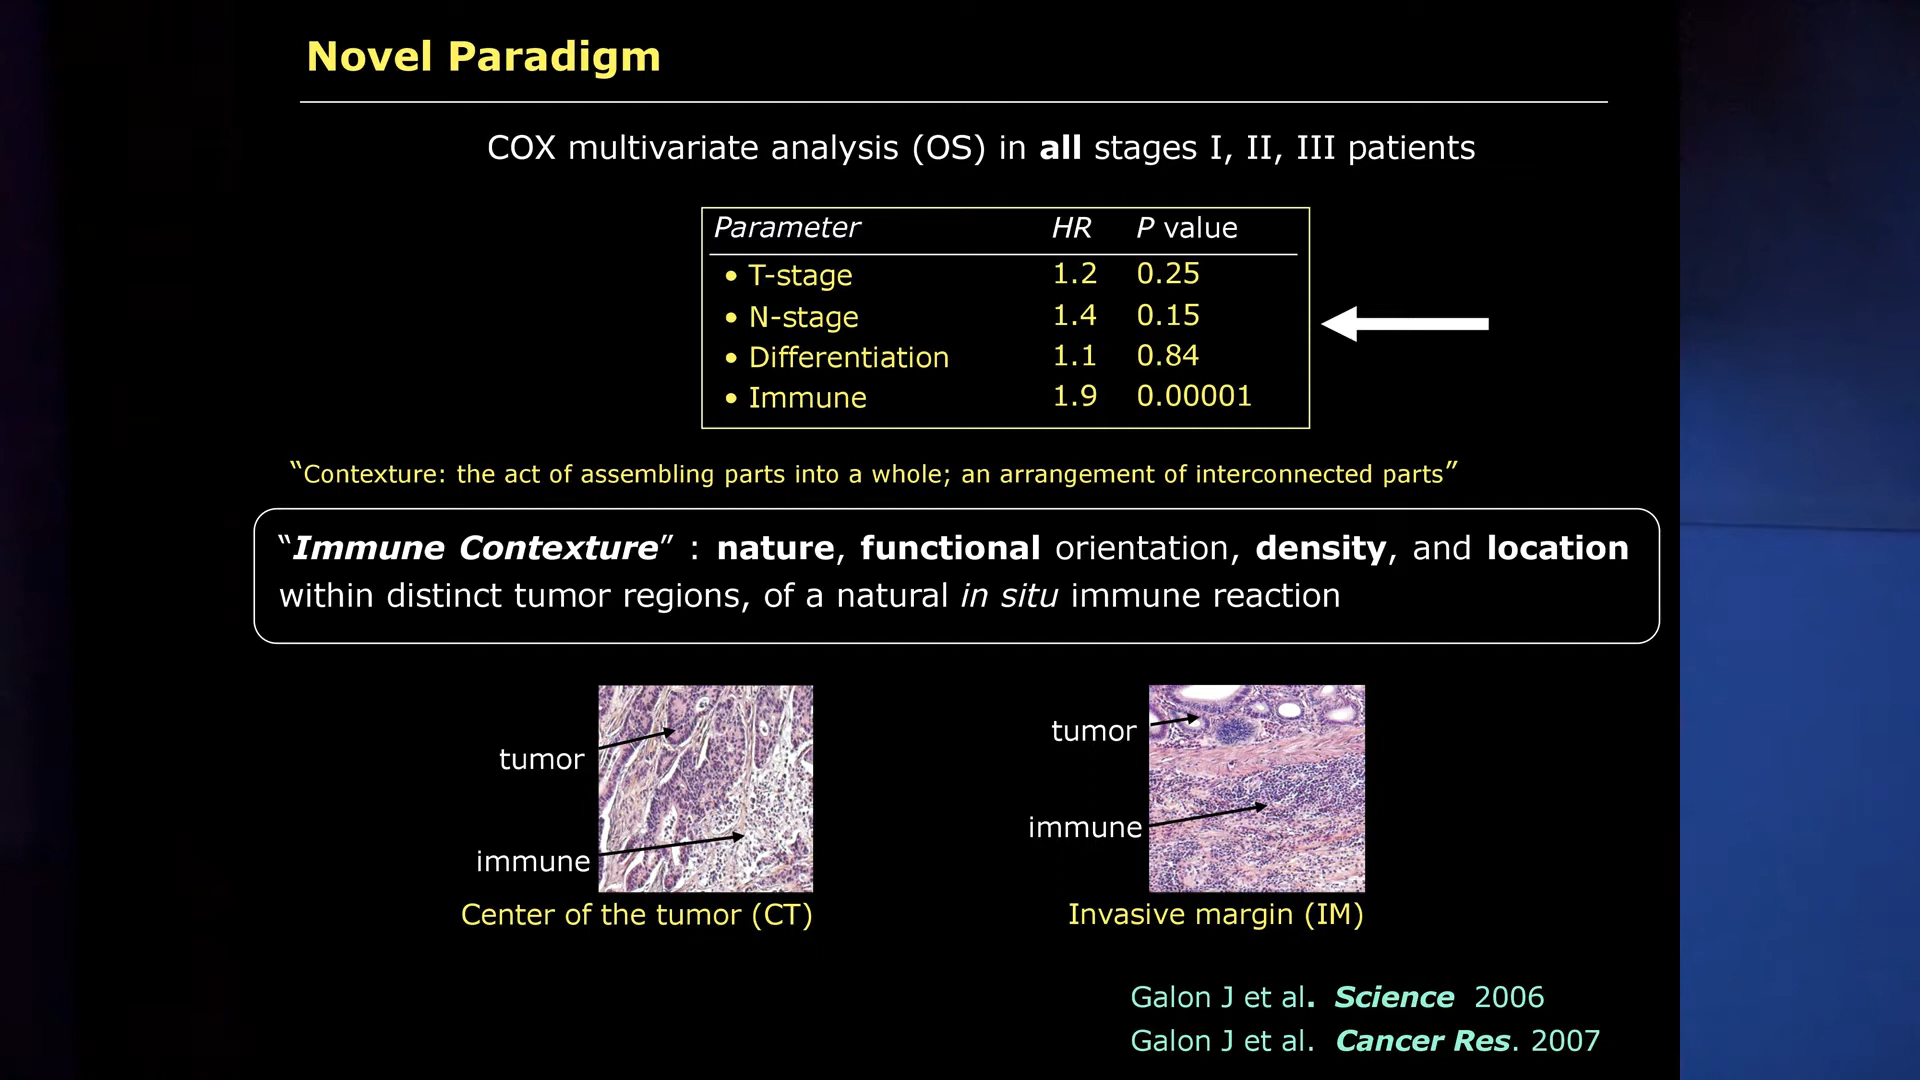 Novel Paradigm
COX multivariate analysis (OS) in all stages I, II, III patients
Parameter HR P value
• T-stage 1.2 0.25
• N-stage 1.4 0.15
• Differentiation 1.1 0.84
• Immune 1.9 0.00001
“Contexture: the act of assembling parts into a whole; an arrangement of interconnected parts”
“Immune Contexture” : nature, functional orientation, density, and location
within distinct tumor regions, of a natural in situ immune reaction
tumor
immune
Center of the tumor (CT)
tumor
immune
Invasive margin (IM)
Galon J et al. Science 2006
Galon J et al. Cancer Res. 2007